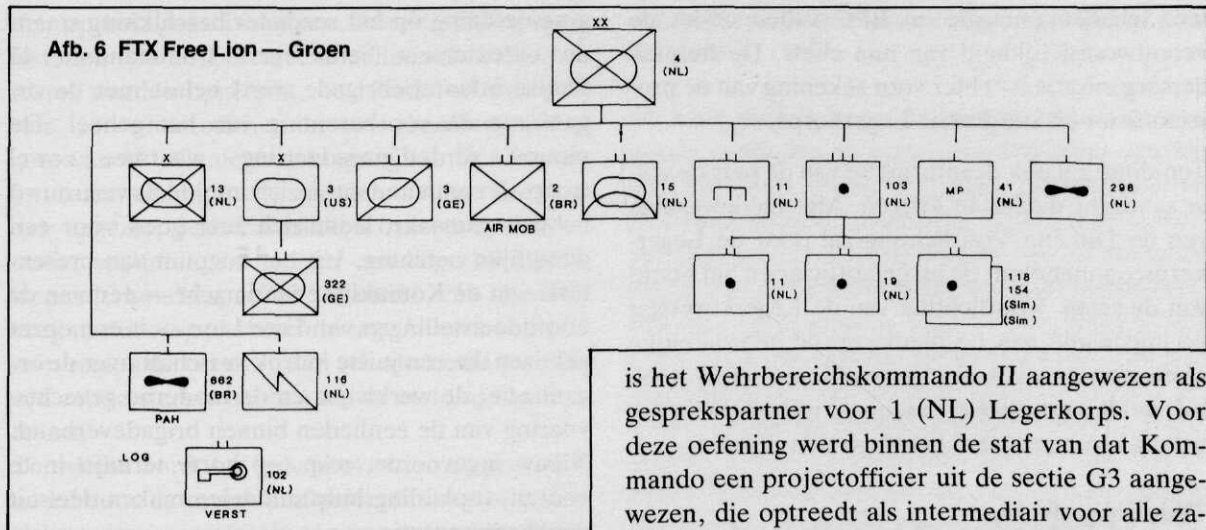 Afb. 6 FTX Free Lion — Groen
XX
4
(NL)
X
13
(NL)
X
3
(US)
(GE)
2
(BR)
AIR MOB
15
(NL)
11
(NL)
103
(NL)
MP
41
(NL)
298
(NL)
322
(GE)
11
(NL)
19
(NL)
154
(Sim)
(Sim)
662
(BR)
PAH
116
(NL)
LOG
102
(NZ)
VERST
is het Wehrbereichskommando II aangewezen als
gesprekspartner voor 1 (NL) Legerkorps. Voor
deze oefening werd binnen de staf van dat Kom-
mando een projectofficier uit de sectie G3 aange-
wezen, die optreedt als intermediair voor alle za-